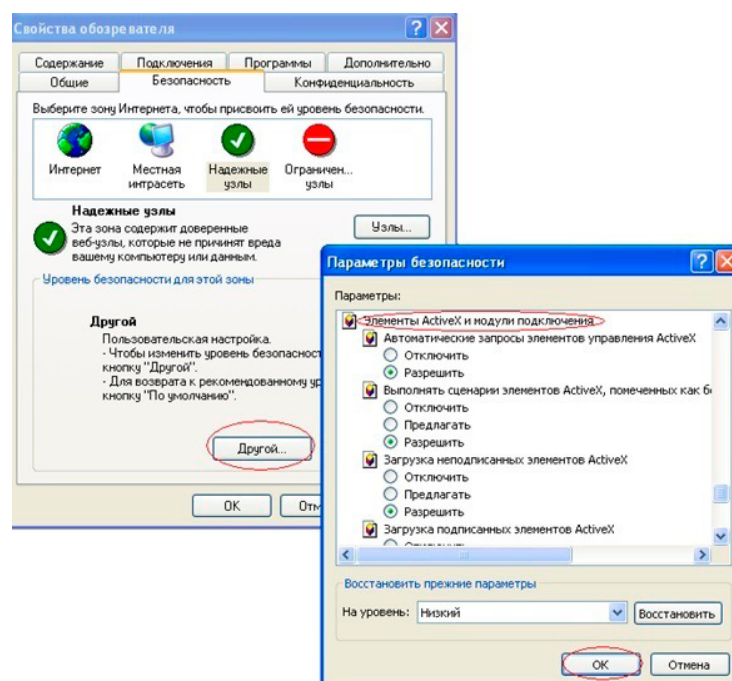 Свойства обозревателя
Содержание Подключения Программы Дополнительно
Общие Безопасность Конфиденциальность
Выберите зону Интернета, чтобы присвоить ей уровень безопасности.
Интернет
Местная интрасеть
Надежные узлы
Ограничен... узлы
Надежные узлы
Эта зона содержит доверенные
веб-узлы, которые не причинят вреда
вашему компьютеру или данным.
Узлы...
Уровень безопасности для этой зоны
Другой
Пользовательская настройка.
- Чтобы изменить уровень
кнопку "Другой".
- Для возврата к рекомендованному
кнопку "По умолчанию".
Другой...
OK
Параметры безопасности
Параметры:
Элементы ActiveX и модули подключения
Автоматические запросы элементов управления ActiveX
Отключить
Разрешить
Выполнять сценарии элементов ActiveX, помеченных как
Отключить
Предлагать
Разрешить
Загрузка неподписанных элементов ActiveX
Отключить
Предлагать
Разрешить
Загрузка подписанных элементов ActiveX
Восстановить прежние параметры
На уровень: Низкий Восстановить
OK Отмена